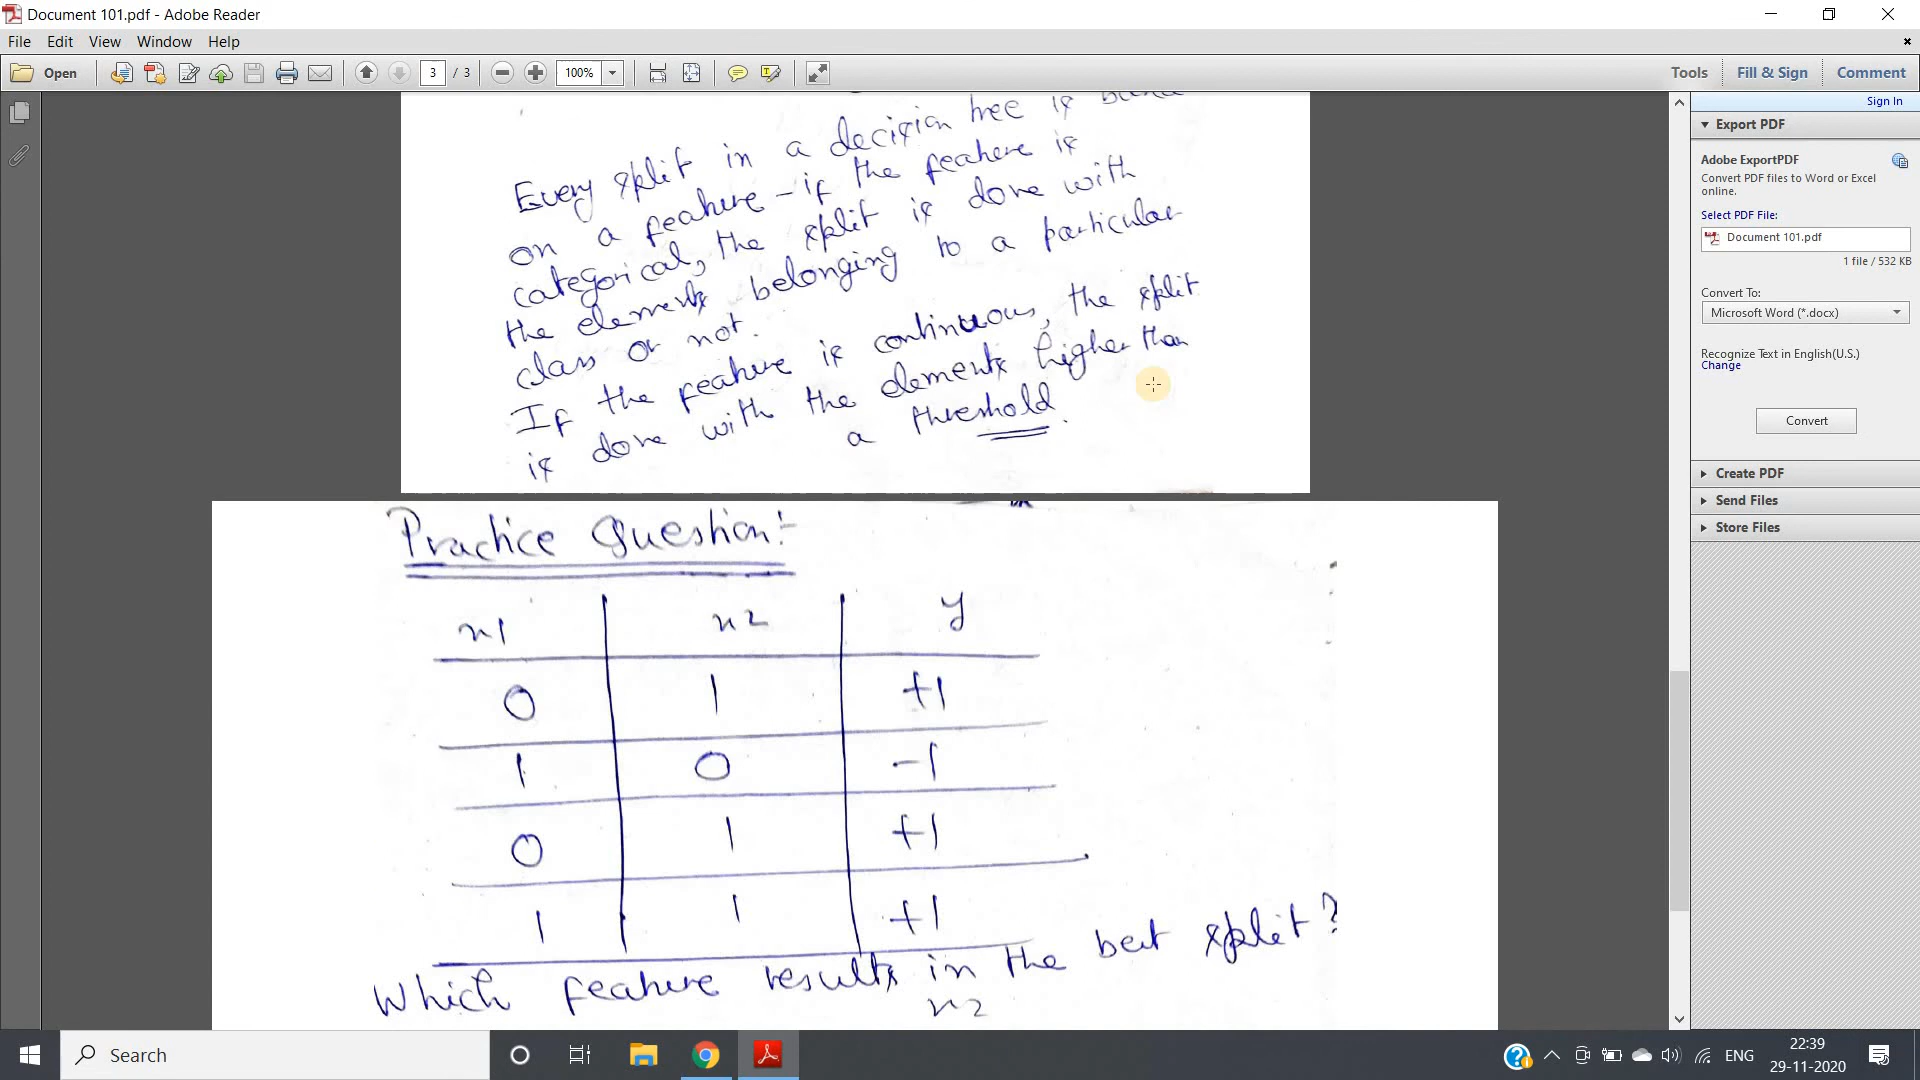 Document 101.pdf - Adobe Reader
File Edit View Window Help
Open 3 / 3 100% Tools Fill & Sign Comment
Sign In
Export PDF
Adobe ExportPDF
Convert PDF files to Word or Excel
online.
Select PDF File:
Document 101.pdf
1 file / 532 KB
Convert To:
Microsoft Word (*.docx)
Recognize Text in English(U.S.)
Change
Convert
Create PDF
Send Files
Store Files
Every split in a decision tree is
on a feature - if the feature is
categorical, the split is done with
the elements belonging to a particular
class or not.
If the feature is continuous, the split
is done with the elements higher than
a threshold.
Practice Question:-
x1 x2 y
0 1 +1
1 0 -1
0 1 +1
1 1 +1
Which feature results in the best split?
x2
Search
ENG
22:39
29-11-2020